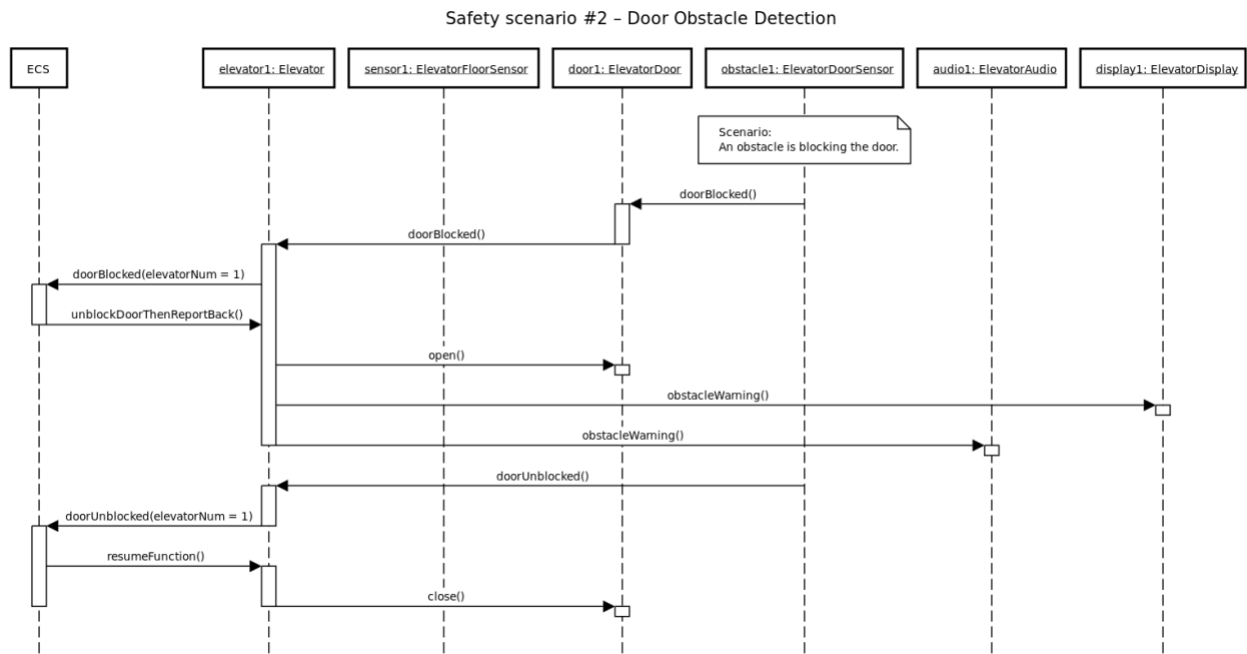 Safety scenario #2 – Door Obstacle Detection
ECS
elevator1: Elevator
sensor1: ElevatorFloorSensor
door1: ElevatorDoor
obstacle1: ElevatorDoorSensor
audio1: ElevatorAudio
display1: ElevatorDisplay
Scenario:
An obstacle is blocking the door.
doorBlocked()
doorBlocked()
doorBlocked(elevatorNum = 1)
unblockDoorThenReportBack()
open()
obstacleWarning()
obstacleWarning()
doorUnblocked()
doorUnblocked(elevatorNum = 1)
resumeFunction()
close()